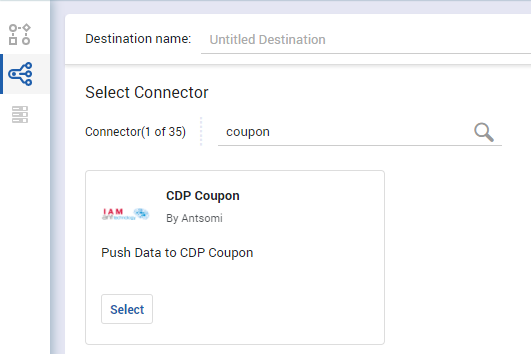 Destination name: Untitled Destination
Select Connector
Connector(1 of 35) coupon
CDP Coupon
I AM
By Antsomi
Push Data to CDP Coupon
Select